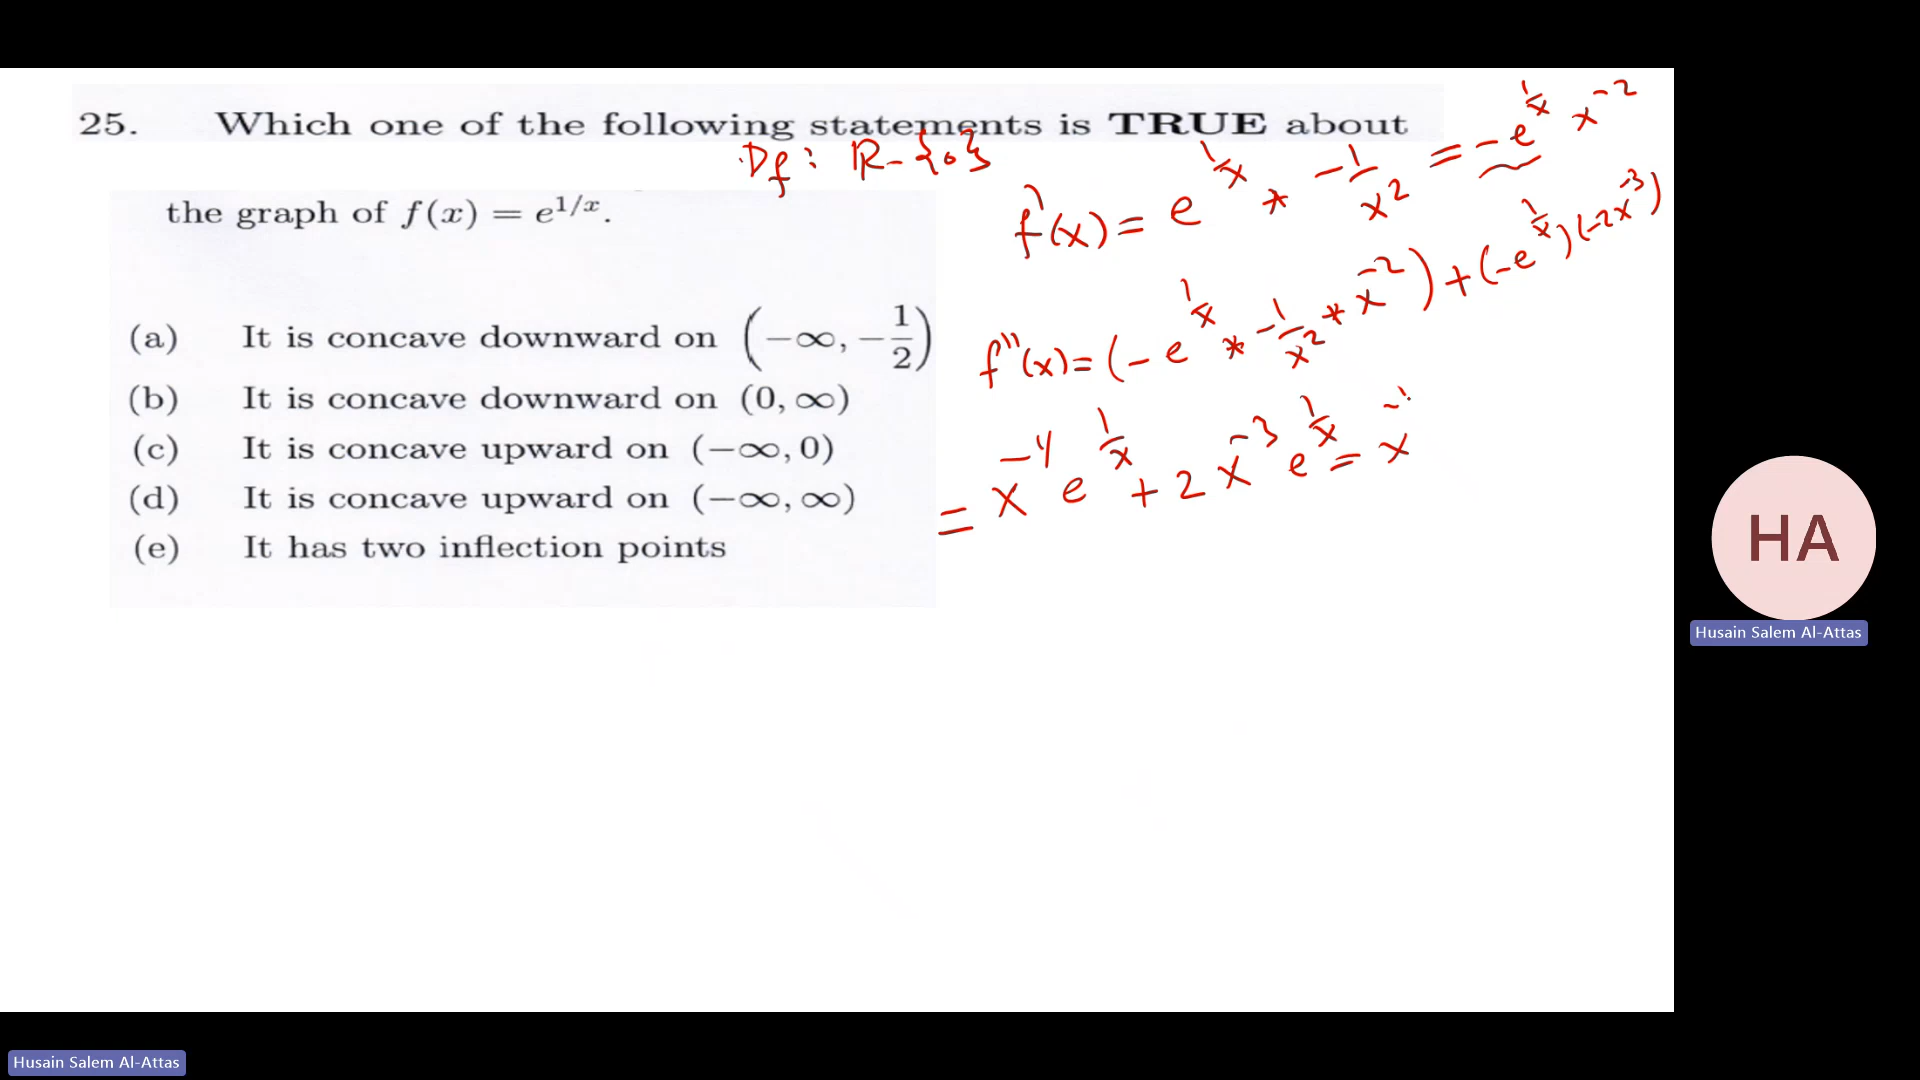 25. Which one of the following statements is TRUE about
Df : ℝ - {0}
the graph of f(x) = e^{1/x}.
(a) It is concave downward on (-∞, -1/2)
(b) It is concave downward on (0, ∞)
(c) It is concave upward on (-∞, 0)
(d) It is concave upward on (-∞, ∞)
(e) It has two inflection points
f'(x) = e^{1/x} * -1/x^2 = -e^{1/x} x^{-2}
f''(x) = (-e^{1/x} * -1/x^2 * x^{-2}) + (-e^{1/x})(-2x^{-3})
= x^{-4} e^{1/x} + 2 x^{-3} e^{1/x} = x^-
HA
Husain Salem Al-Attas
Husain Salem Al-Attas